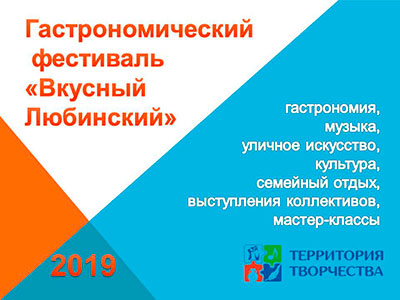 Гастрономический
фестиваль
«Вкусный
Любинский»
гастрономия,
музыка,
уличное искусство,
культура,
семейный отдых,
выступления коллективов,
мастер-классы
2019
ТЕРРИТОРИЯ
ТВОРЧЕСТВА